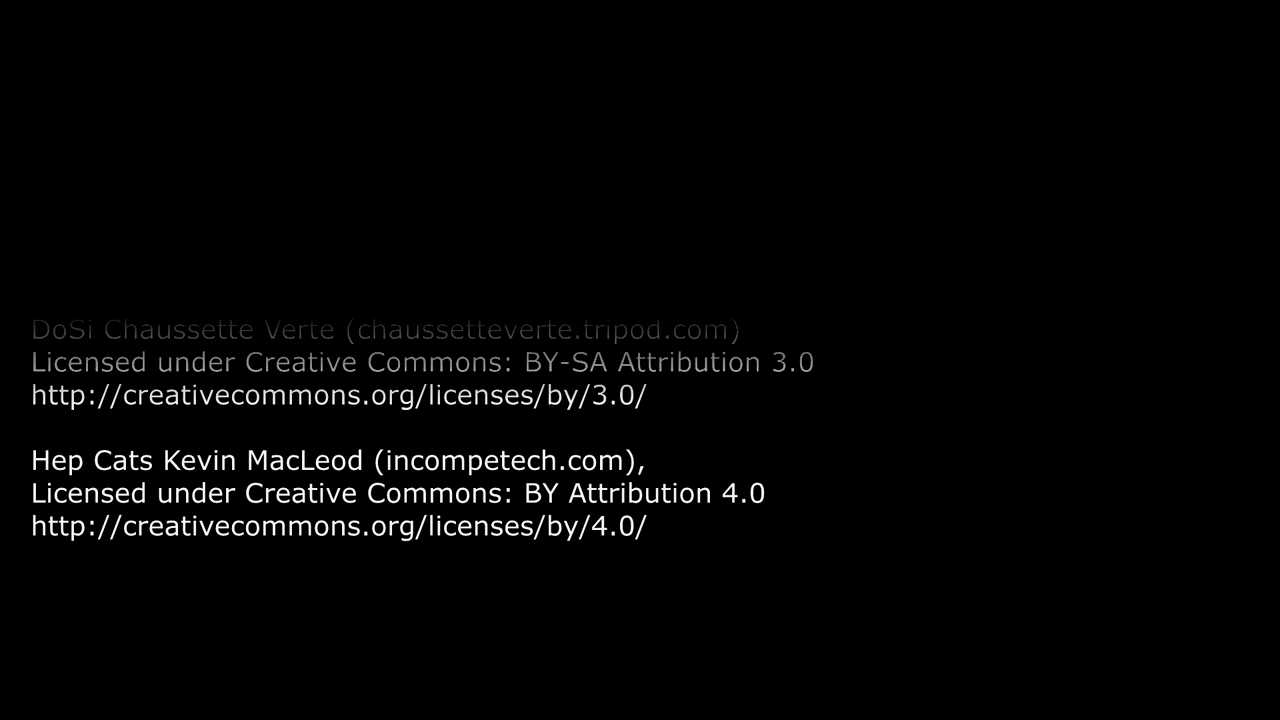 DoSi Chaussette Verte (chaussetteverte.tripod.com)
Licensed under Creative Commons: BY-SA Attribution 3.0
http://creativecommons.org/licenses/by/3.0/
Hep Cats Kevin MacLeod (incompetech.com),
Licensed under Creative Commons: BY Attribution 4.0
http://creativecommons.org/licenses/by/4.0/